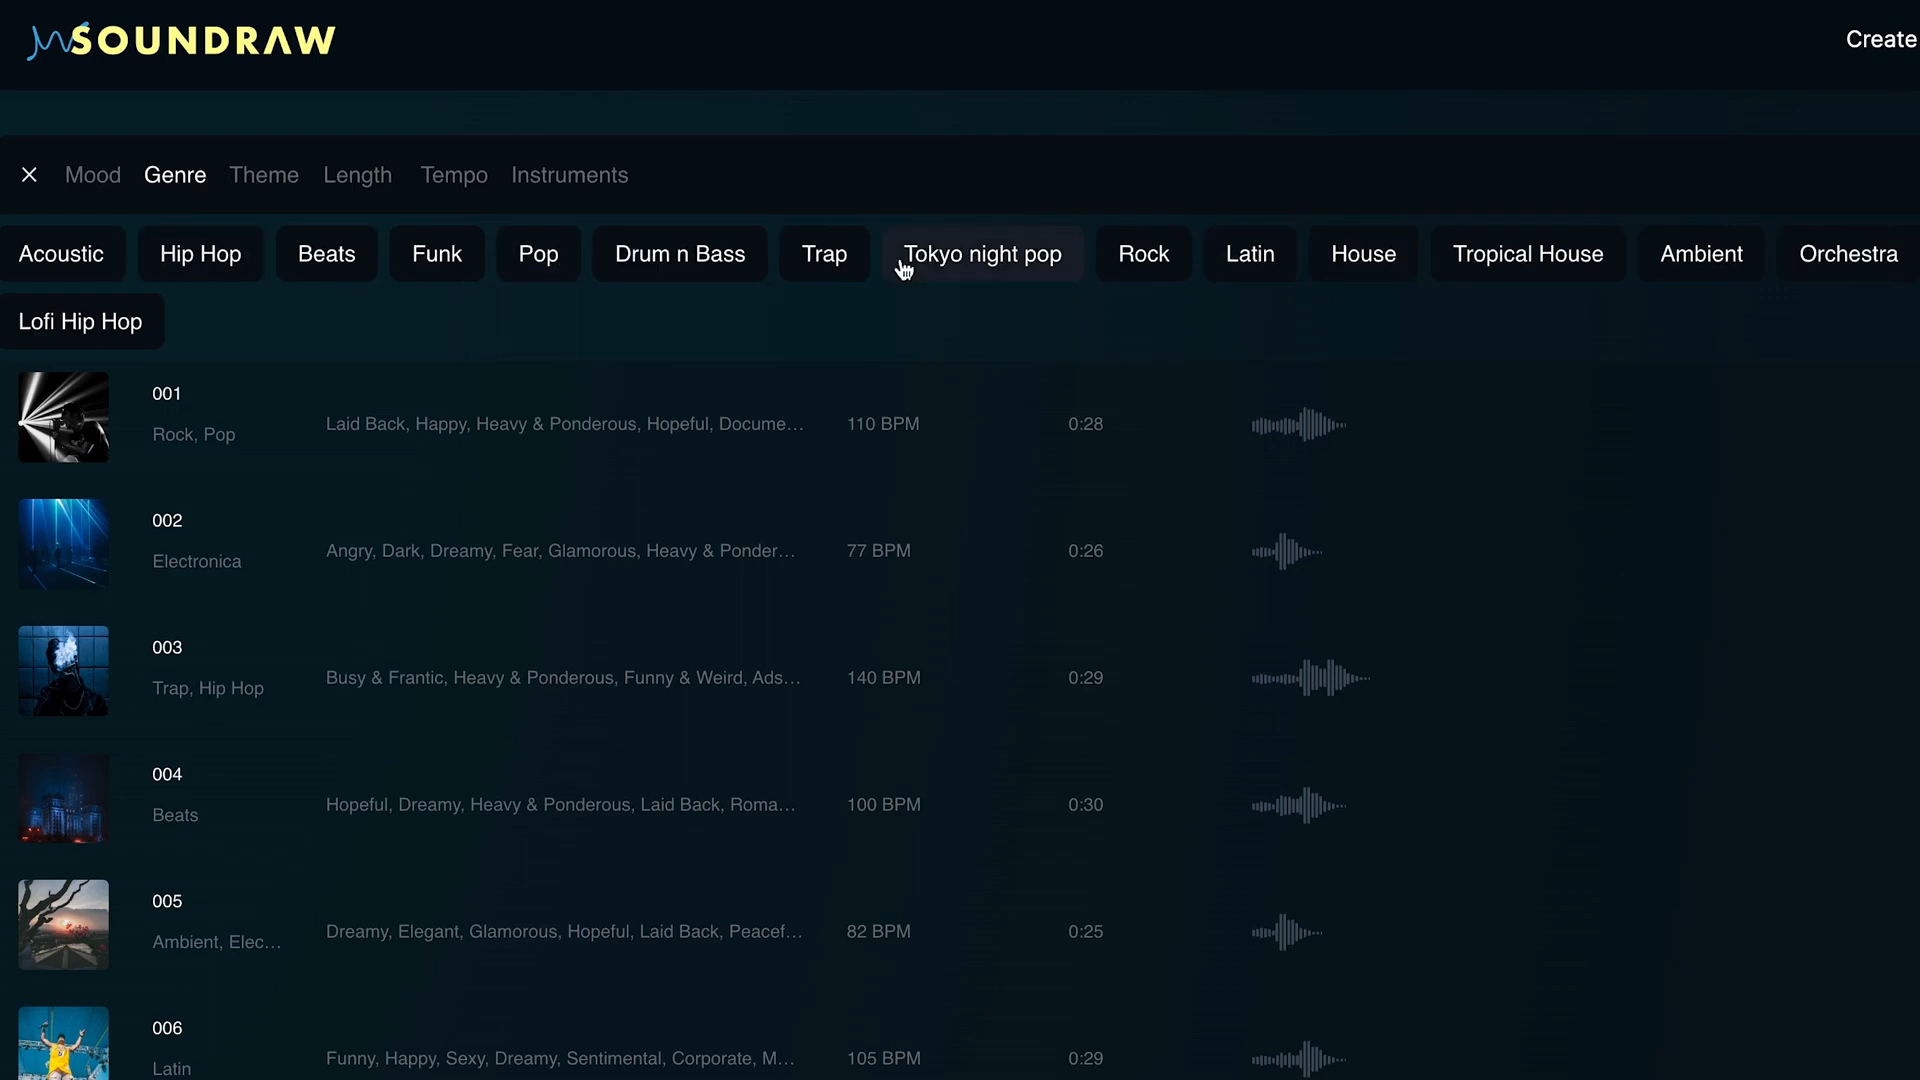 SOUNDRAW
Create
Mood Genre Theme Length Tempo Instruments
Acoustic Hip Hop Beats Funk Pop Drum n Bass Trap Tokyo night pop Rock Latin House Tropical House Ambient Orchestra
Lofi Hip Hop
001
Rock, Pop
Laid Back, Happy, Heavy & Ponderous, Hopeful, Docume...
110 BPM
0:28
002
Electronica
Angry, Dark, Dreamy, Fear, Glamorous, Heavy & Ponder...
77 BPM
0:26
003
Trap, Hip Hop
Busy & Frantic, Heavy & Ponderous, Funny & Weird, Ads...
140 BPM
0:29
004
Beats
Hopeful, Dreamy, Heavy & Ponderous, Laid Back, Roma...
100 BPM
0:30
005
Ambient, Elec...
Dreamy, Elegant, Glamorous, Hopeful, Laid Back, Peacef...
82 BPM
0:25
006
Latin
Funny, Happy, Sexy, Dreamy, Sentimental, Corporate, M...
105 BPM
0:29